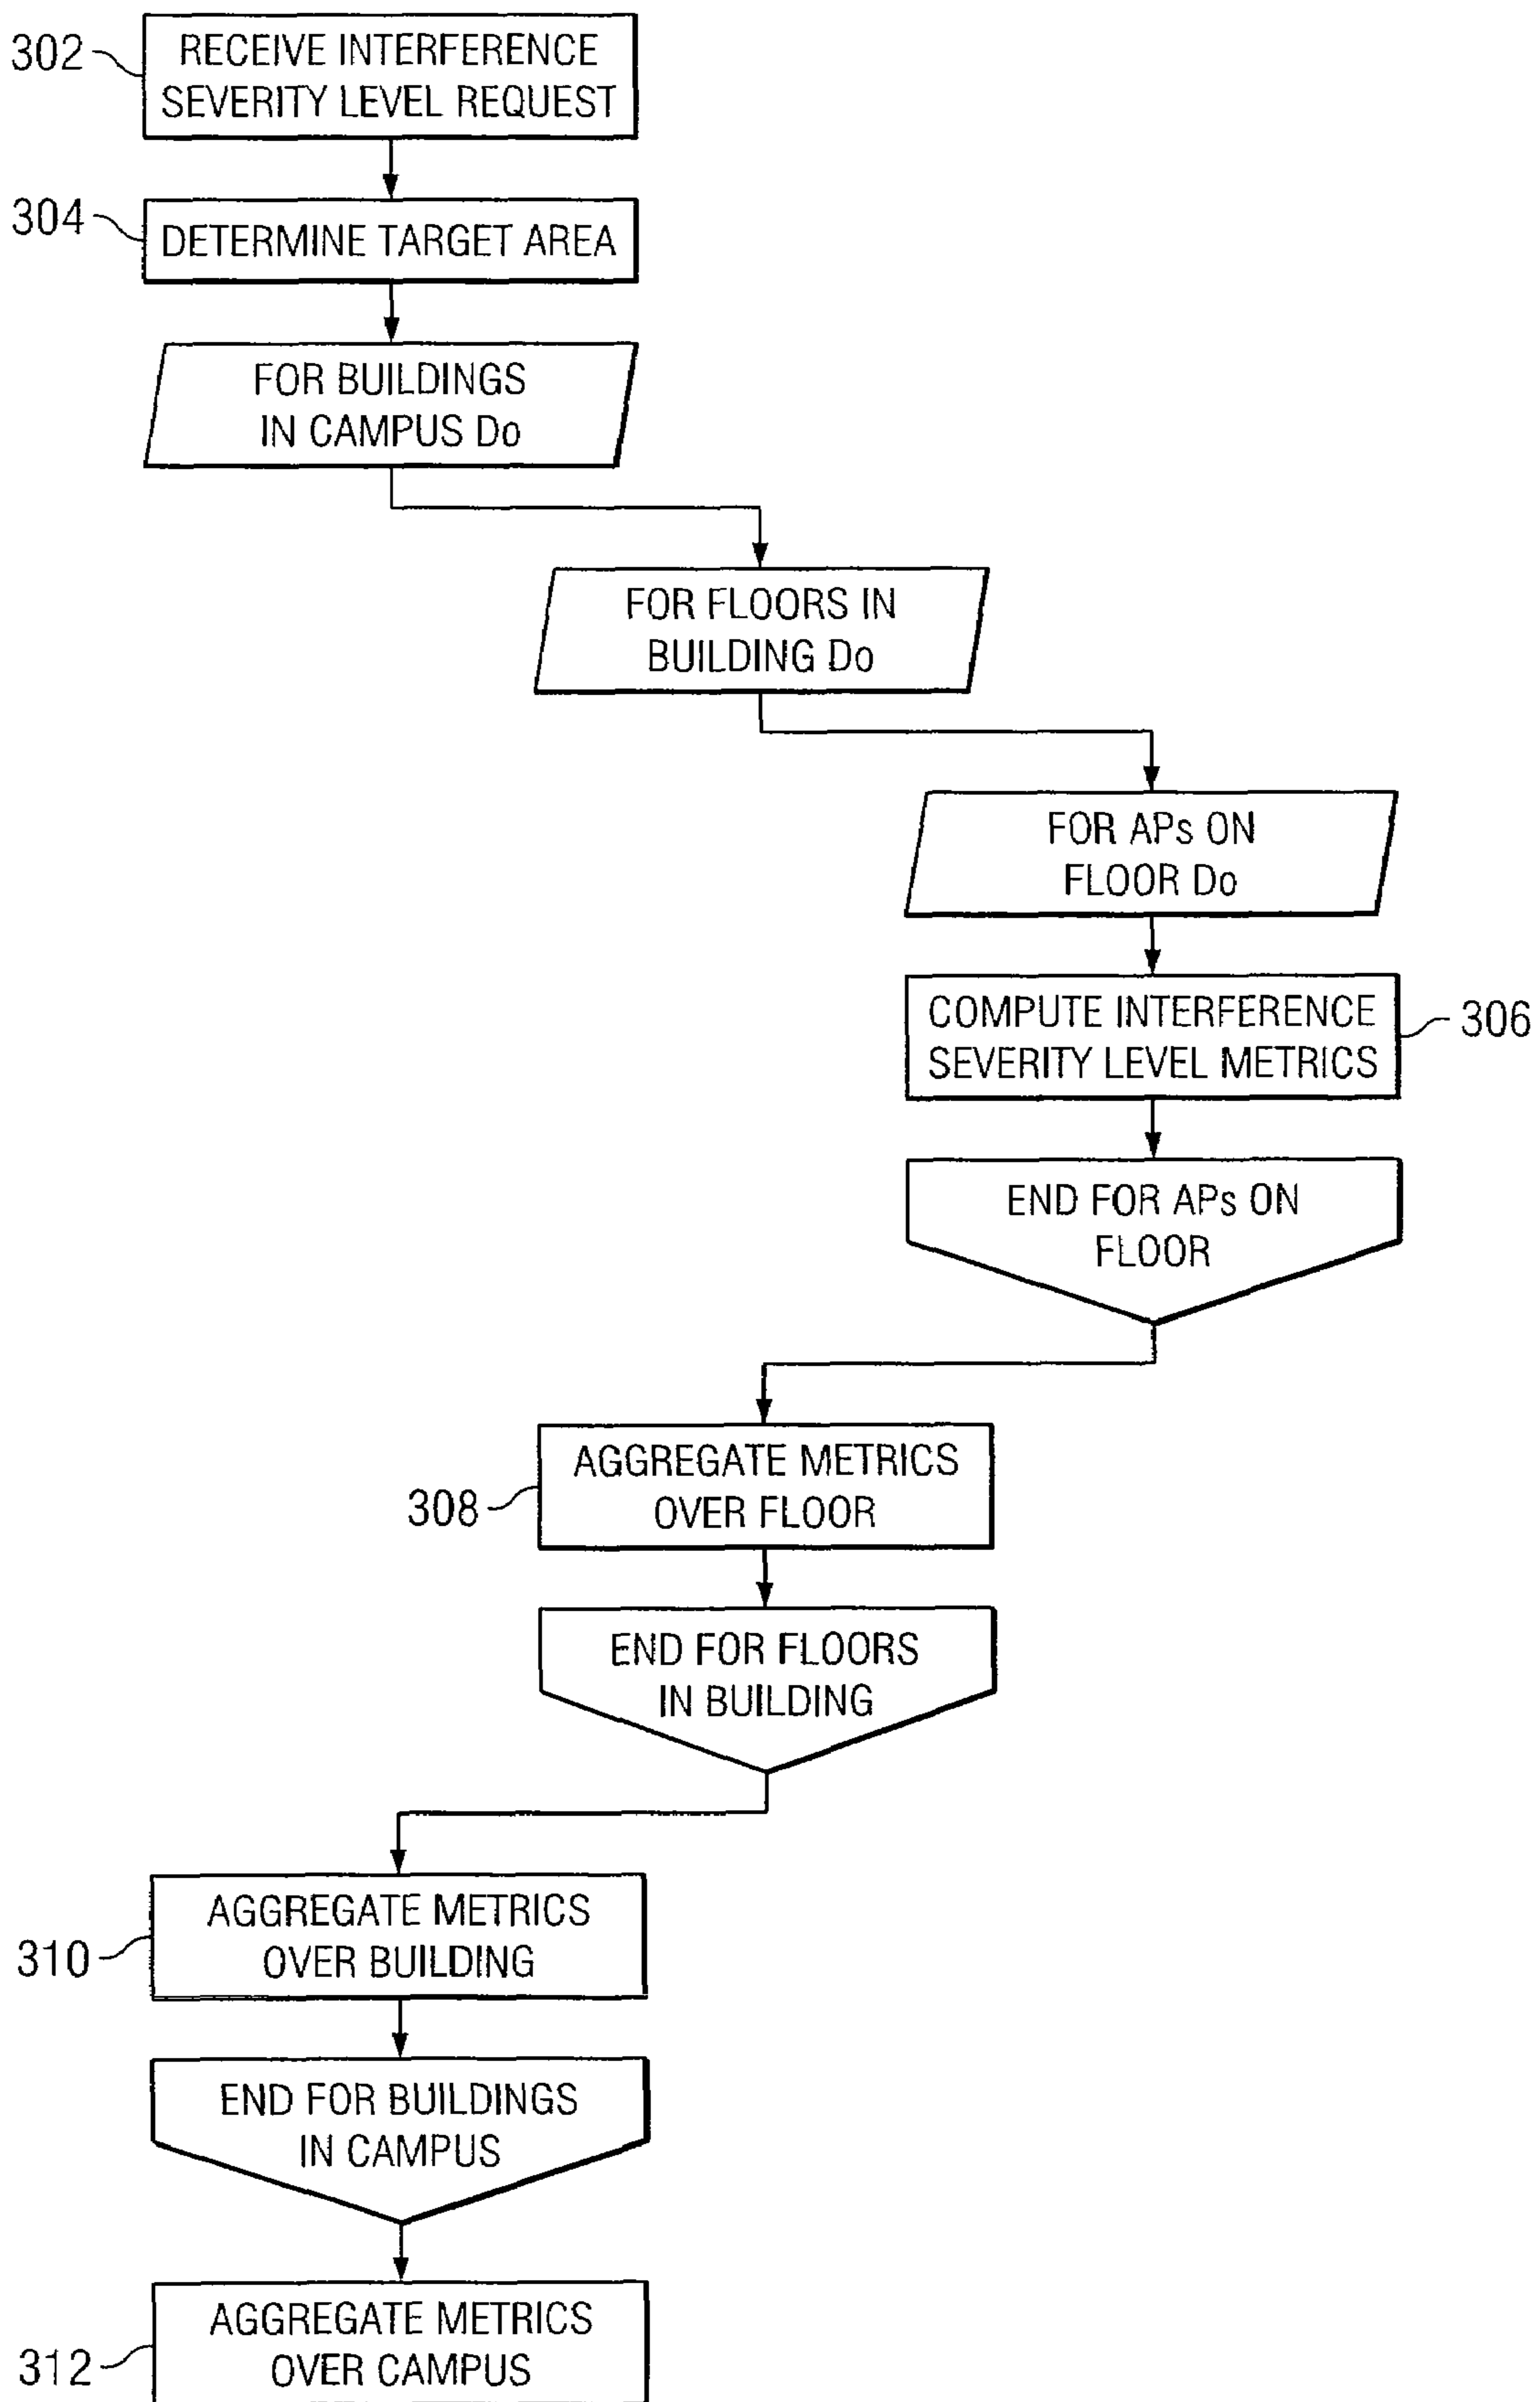 302
RECEIVE INTERFERENCE
SEVERITY LEVEL REQUEST
304
DETERMINE TARGET AREA
FOR BUILDINGS
IN CAMPUS Do
FOR FLOORS IN
BUILDING Do
FOR APs ON
FLOOR Do
COMPUTE INTERFERENCE
SEVERITY LEVEL METRICS
306
END FOR APs ON
FLOOR
AGGREGATE METRICS
OVER FLOOR
308
END FOR FLOORS
IN BUILDING
AGGREGATE METRICS
OVER BUILDING
310
END FOR BUILDINGS
IN CAMPUS
AGGREGATE METRICS
OVER CAMPUS
312